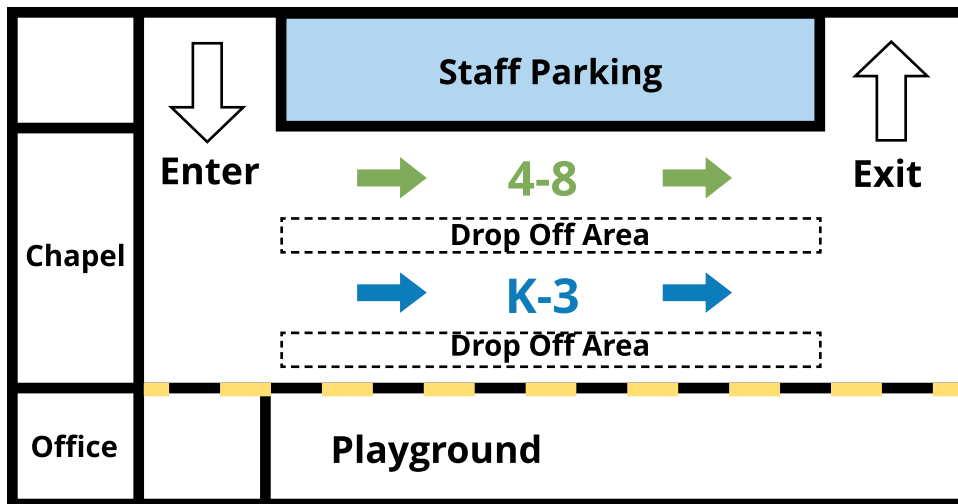 Staff Parking
Enter
4-8
Exit
Drop Off Area
Chapel
K-3
Drop Off Area
Office
Playground